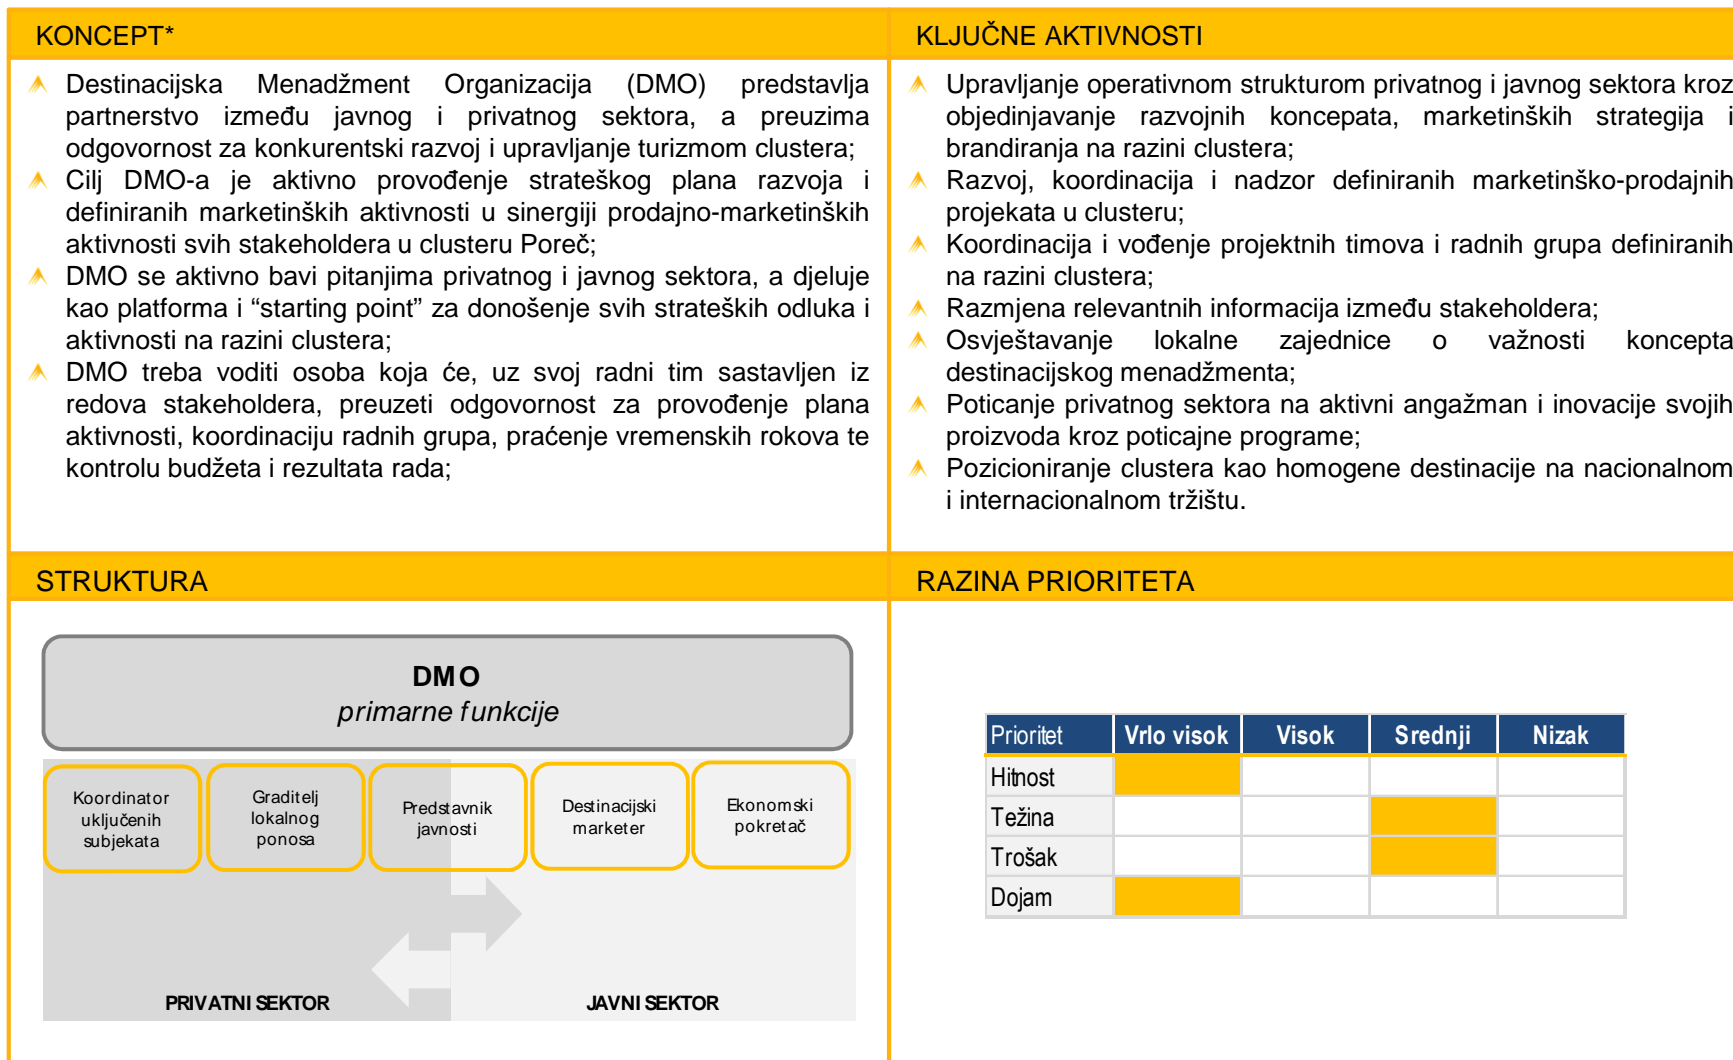 KONCEPT*
Destinacijska Menadžment Organizacija (DMO) predstavlja
partnerstvo između javnog i privatnog sektora, a preuzima
odgovornost za konkurentski razvoj i upravljanje turizmom clustera;
Cilj DMO-a je aktivno provođenje strateškog plana razvoja i
definiranih marketinških aktivnosti u sinergiji prodajno-marketinških
aktivnosti svih stakeholdera u clusteru Poreč;
DMO se aktivno bavi pitanjima privatnog i javnog sektora, a djeluje
kao platforma i “starting point” za donošenje svih strateških odluka i
aktivnosti na razini clustera;
DMO treba voditi osoba koja će, uz svoj radni tim sastavljen iz
redova stakeholdera, preuzeti odgovornost za provođenje plana
aktivnosti, koordinaciju radnih grupa, praćenje vremenskih rokova te
kontrolu budžeta i rezultata rada;
KLJUČNE AKTIVNOSTI
Upravljanje operativnom strukturom privatnog i javnog sektora kroz
objedinjavanje razvojnih koncepata, marketinških strategija i
brandiranja na razini clustera;
Razvoj, koordinacija i nadzor definiranih marketinško-prodajnih
projekata u clusteru;
Koordinacija i vođenje projektnih timova i radnih grupa definiranih
na razini clustera;
Razmjena relevantnih informacija između stakeholdera;
Osvještavanje lokalne zajednice o važnosti koncepta
destinacijskog menadžmenta;
Poticanje privatnog sektora na aktivni angažman i inovacije svojih
proizvoda kroz poticajne programe;
Pozicioniranje clustera kao homogene destinacije na nacionalnom
i internacionalnom tržištu.
STRUKTURA
DMO
primarne funkcije
Koordinator
uključenih
subjekata
Graditelj
lokalnog
ponosa
Predstavnik
javnosti
Destinacijski
marketer
Ekonomski
pokretač
PRIVATNI SEKTOR
JAVNI SEKTOR
RAZINA PRIORITETA
Prioritet Vrlo visok Visok Srednji Nizak
Hitnost
Težina
Trošak
Dojam